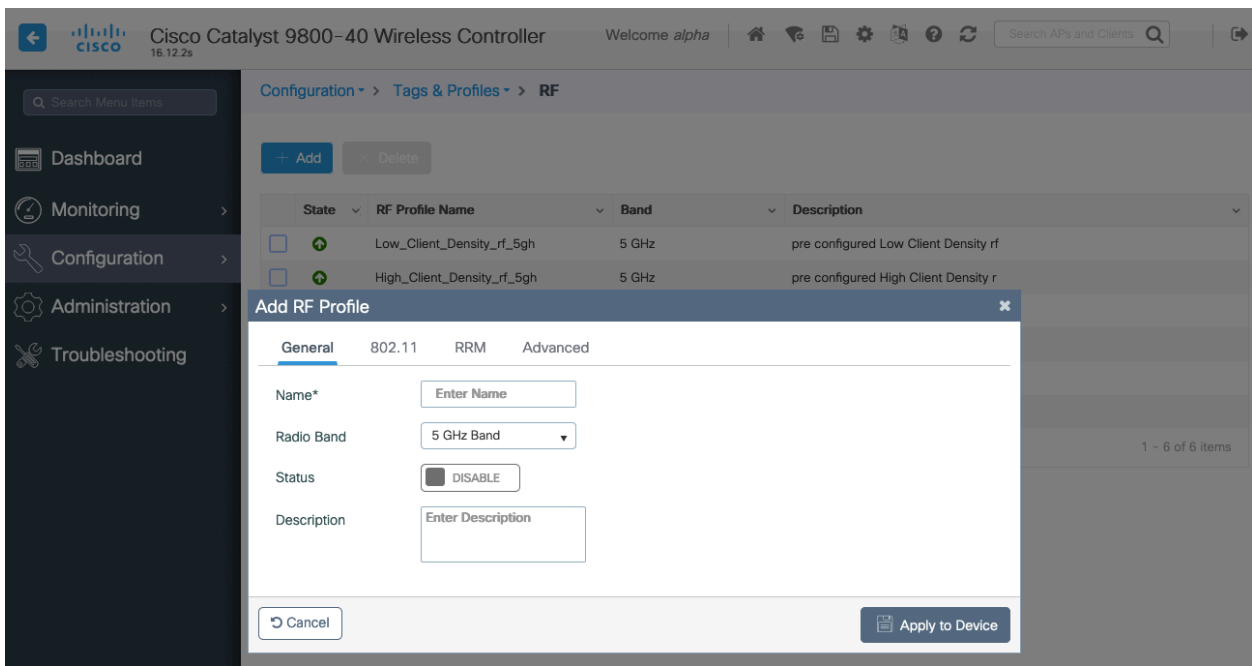 CISCO
Cisco Catalyst 9800-40 Wireless Controller
16.12.2s
Welcome alpha
Search APs and Clients
Search Menu Items
Dashboard
Monitoring
Configuration
Administration
Troubleshooting
Configuration > Tags & Profiles > RF
+ Add
× Delete
State RF Profile Name Band Description
Low_Client_Density_rf_5gh 5 GHz pre configured Low Client Density rf
High_Client_Density_rf_5gh 5 GHz pre configured High Client Density r
1 - 6 of 6 items
Add RF Profile
General 802.11 RRM Advanced
Name* Enter Name
Radio Band 5 GHz Band
Status DISABLE
Description Enter Description
Cancel
Apply to Device